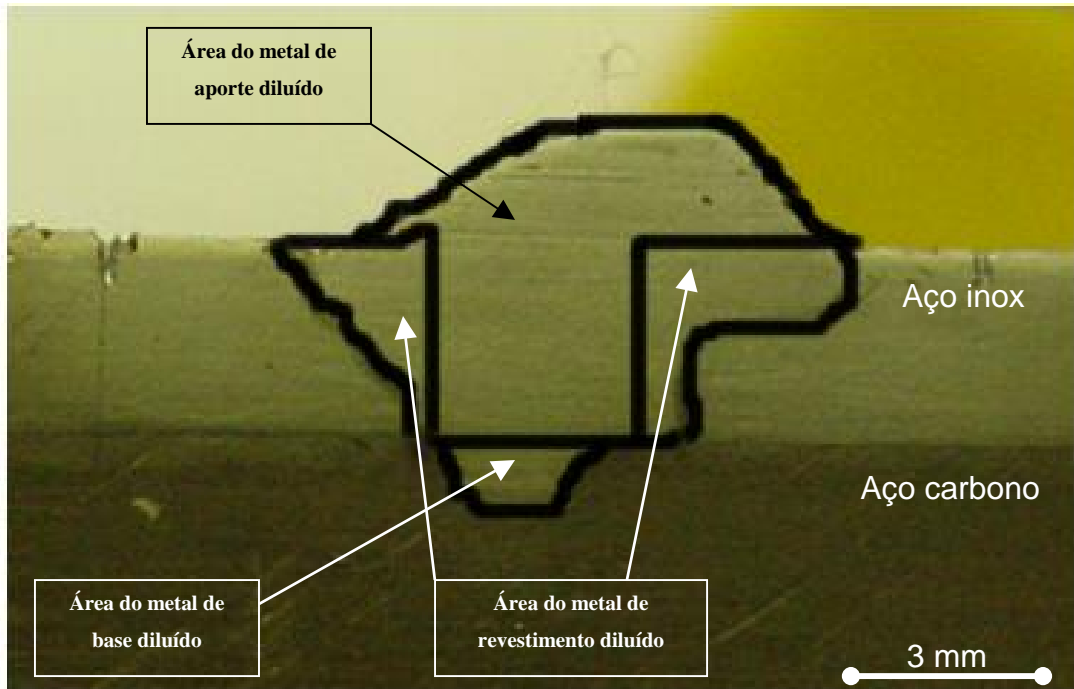 Área do metal de
aporte diluído
Aço inox
Aço carbono
Área do metal de
base diluído
Área do metal de
revestimento diluído
3 mm